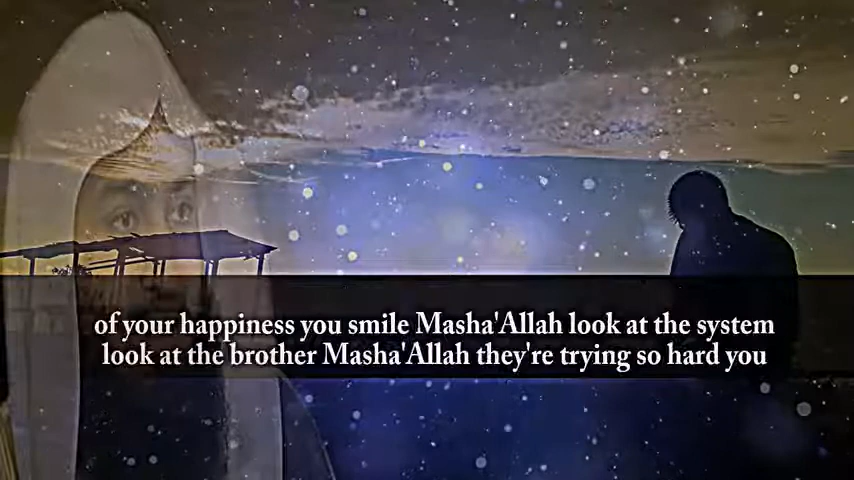 of your happiness you smile Masha'Allah look at the system
look at the brother Masha'Allah they're trying so hard you